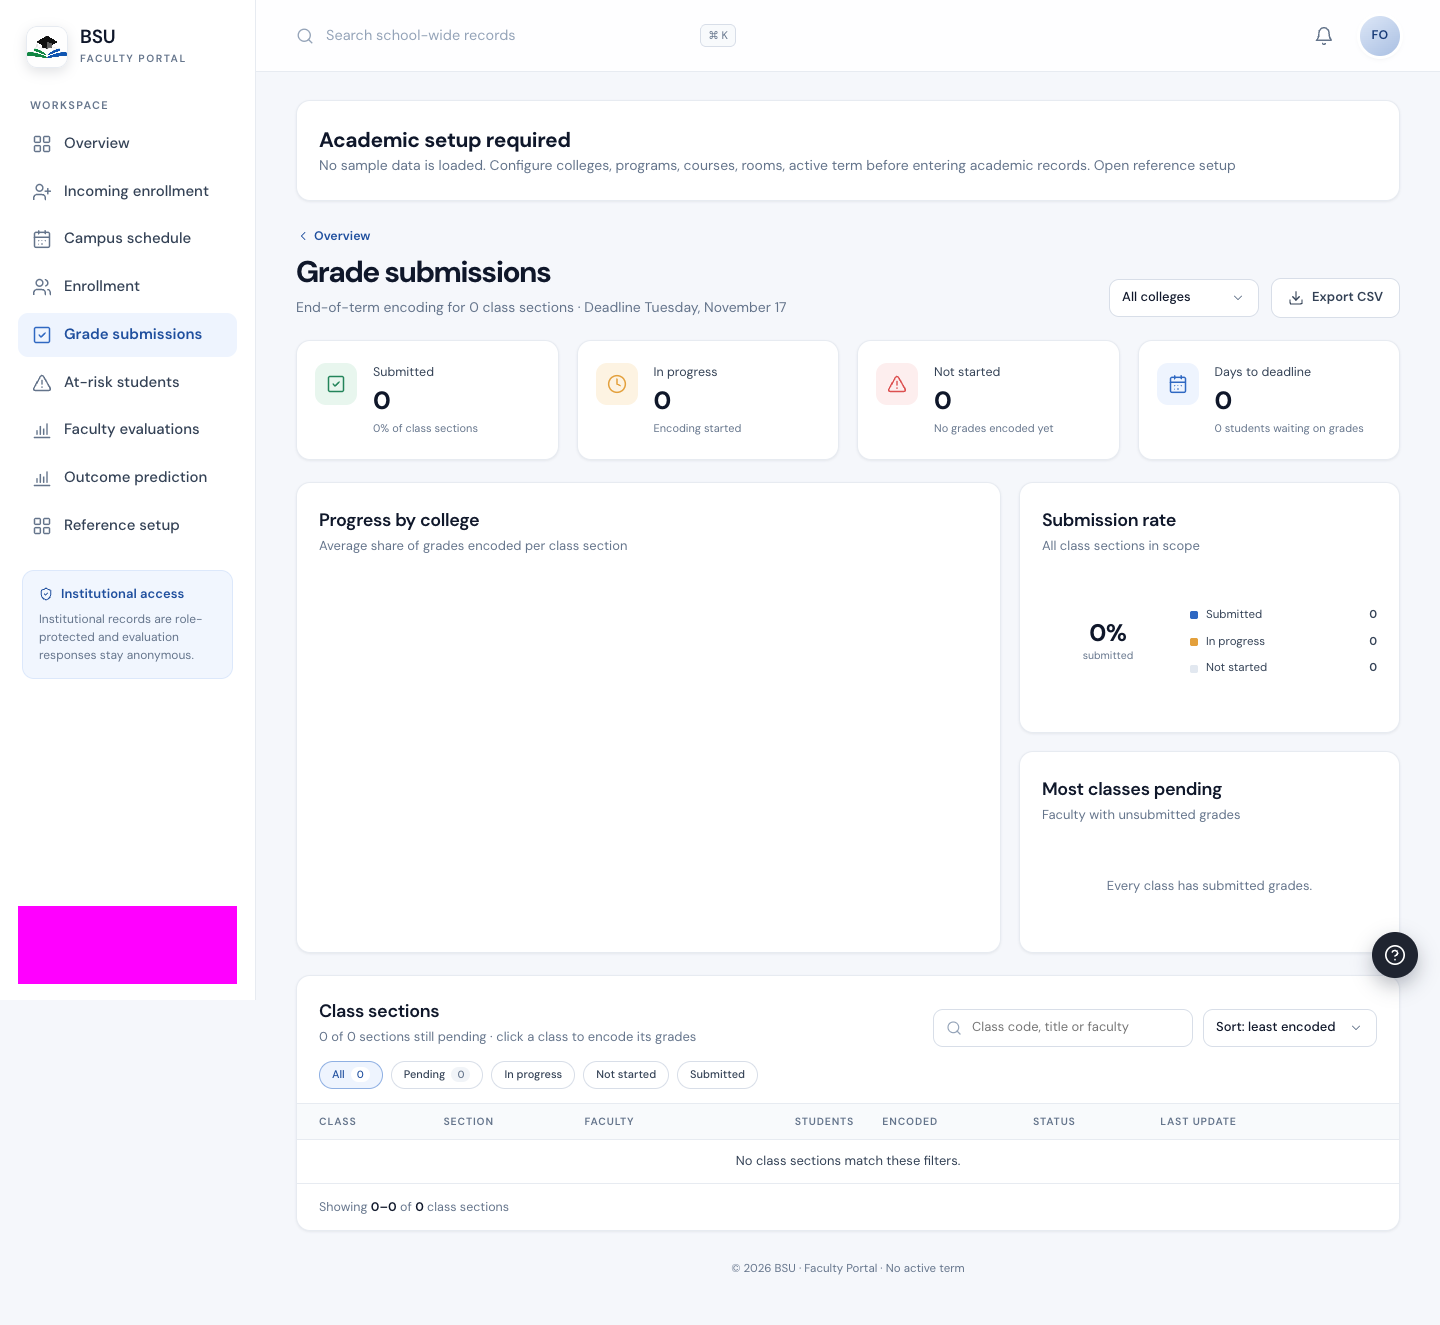 BSU
FACULTY PORTAL
Search school-wide records
⌘ K
FO
WORKSPACE
Overview
Incoming enrollment
Campus schedule
Enrollment
Grade submissions
At-risk students
Faculty evaluations
Outcome prediction
Reference setup
Institutional access
Institutional records are role-
protected and evaluation
responses stay anonymous.
Academic setup required
No sample data is loaded. Configure colleges, programs, courses, rooms, active term before entering academic records. Open reference setup
Overview
Grade submissions
End-of-term encoding for 0 class sections · Deadline Tuesday, November 17
All colleges
Export CSV
Submitted
0
0% of class sections
In progress
0
Encoding started
Not started
0
No grades encoded yet
Days to deadline
0
0 students waiting on grades
Progress by college
Average share of grades encoded per class section
Submission rate
All class sections in scope
0%
submitted
Submitted 0
In progress 0
Not started 0
Most classes pending
Faculty with unsubmitted grades
Every class has submitted grades.
Class sections
0 of 0 sections still pending · click a class to encode its grades
Class code, title or faculty
Sort: least encoded
All 0
Pending 0
In progress
Not started
Submitted
CLASS SECTION FACULTY STUDENTS ENCODED STATUS LAST UPDATE
No class sections match these filters.
Showing 0–0 of 0 class sections
© 2026 BSU · Faculty Portal · No active term